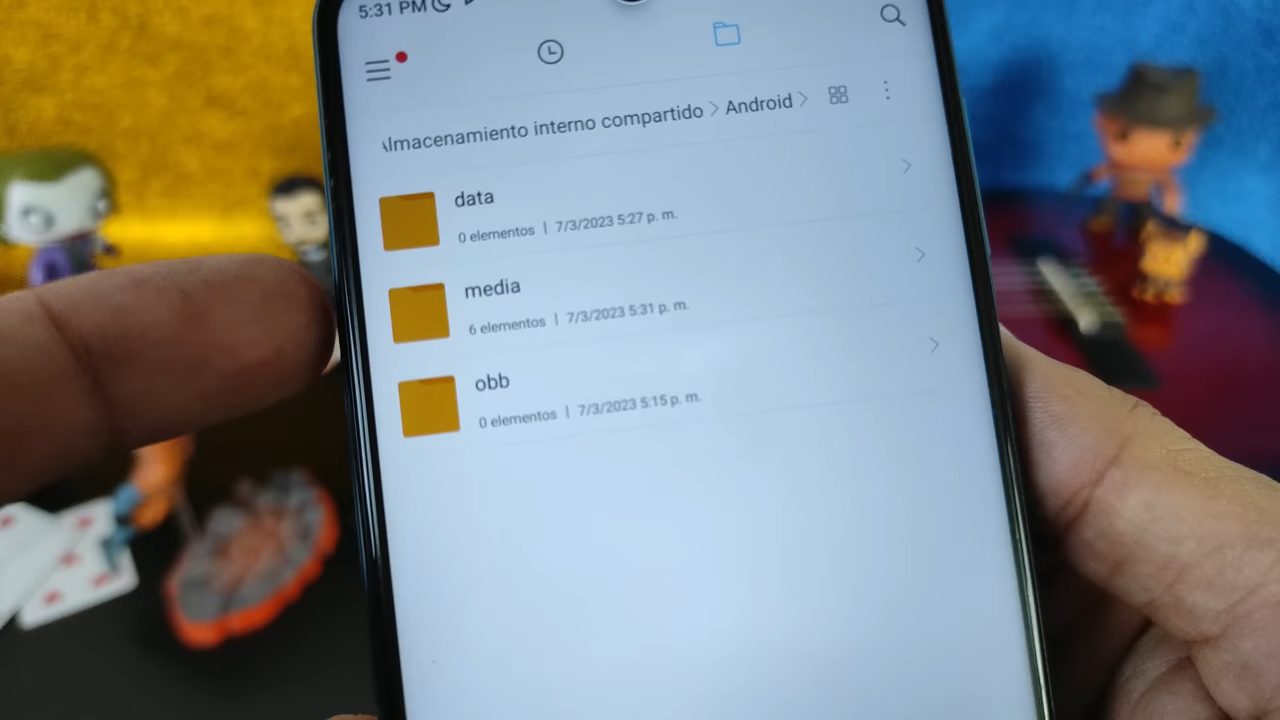 5:31 PM
lmacenamiento interno compartido > Android >
data
0 elementos | 7/3/2023 5:27 p. m.
media
6 elementos | 7/3/2023 5:31 p. m.
obb
0 elementos | 7/3/2023 5:15 p. m.